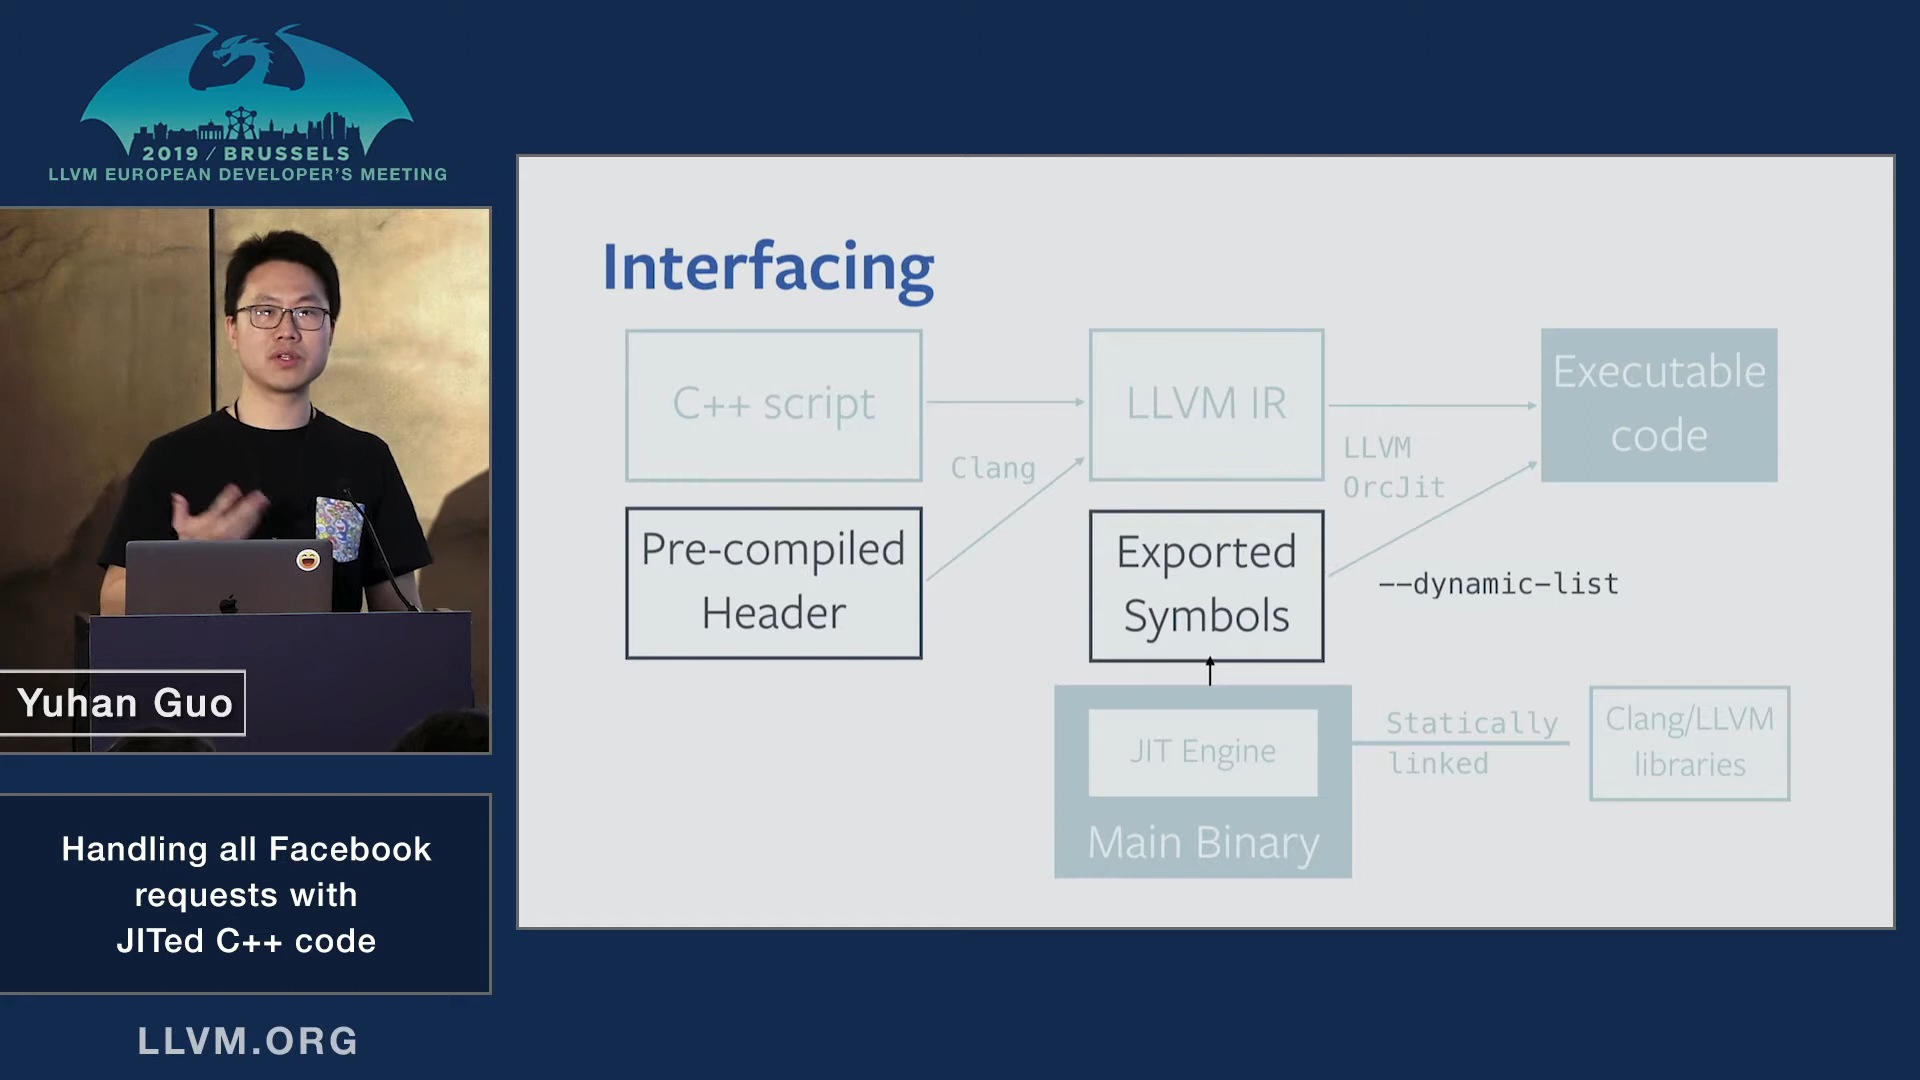 2019 / BRUSSELS
LLVM EUROPEAN DEVELOPER'S MEETING
Yuhan Guo
Handling all Facebook
requests with
JITed C++ code
LLVM.ORG
Interfacing
C++ script
Clang
LLVM IR
LLVM
OrcJit
Executable
code
Pre-compiled
Header
Exported
Symbols
--dynamic-list
JIT Engine
Main Binary
Statically
linked
Clang/LLVM
libraries